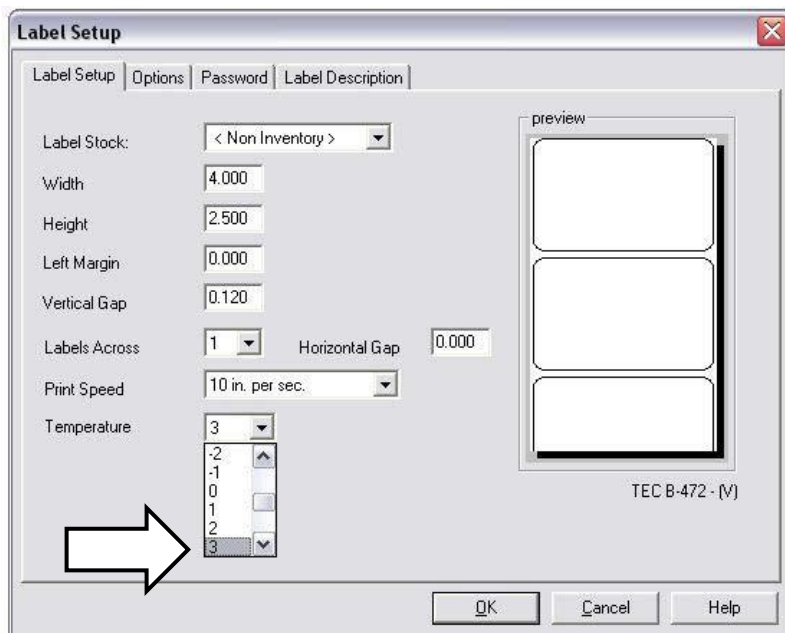 Label Setup
Label Setup Options Password Label Description
preview
Label Stock: < Non Inventory >
Width 4.000
Height 2.500
Left Margin 0.000
Vertical Gap 0.120
Labels Across 1 Horizontal Gap 0.000
Print Speed 10 in. per sec.
Temperature 3
-2
-1
0
1
2
3
TEC B-472 - (V)
OK Cancel Help